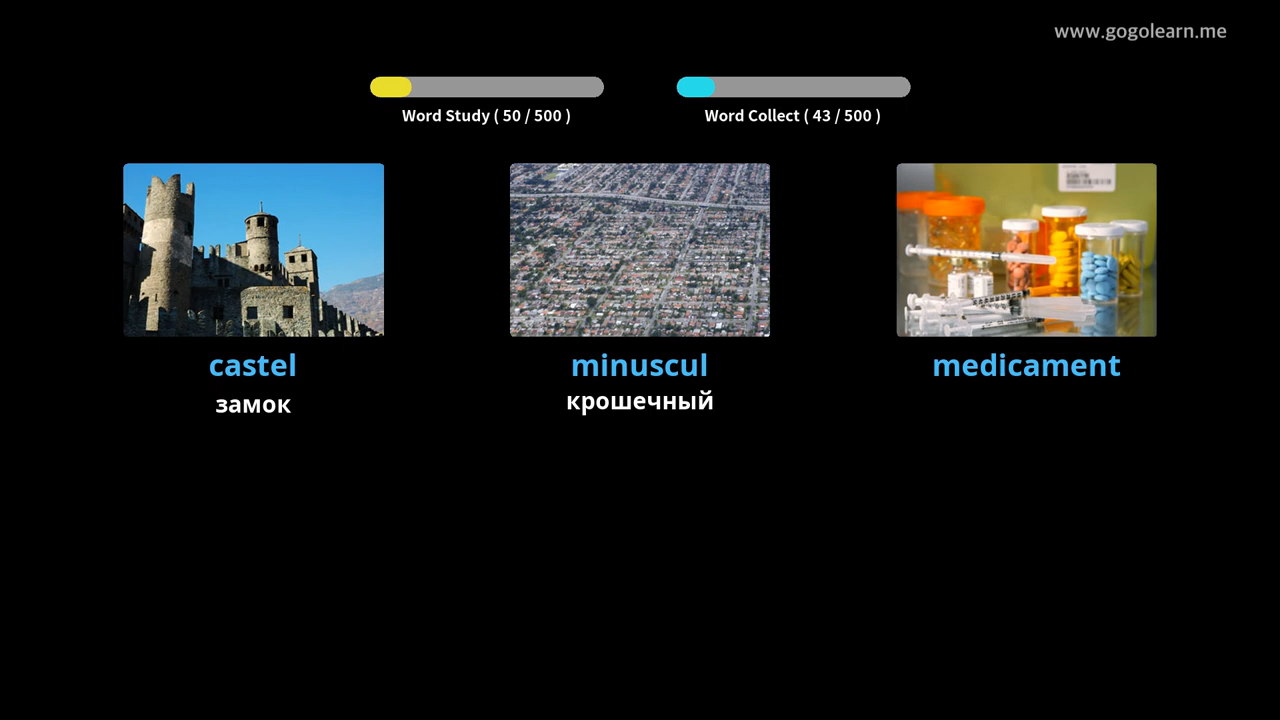 www.gogolearn.me
Word Study ( 50 / 500 )
Word Collect ( 43 / 500 )
castel
minuscul
medicament
замок
крошечный